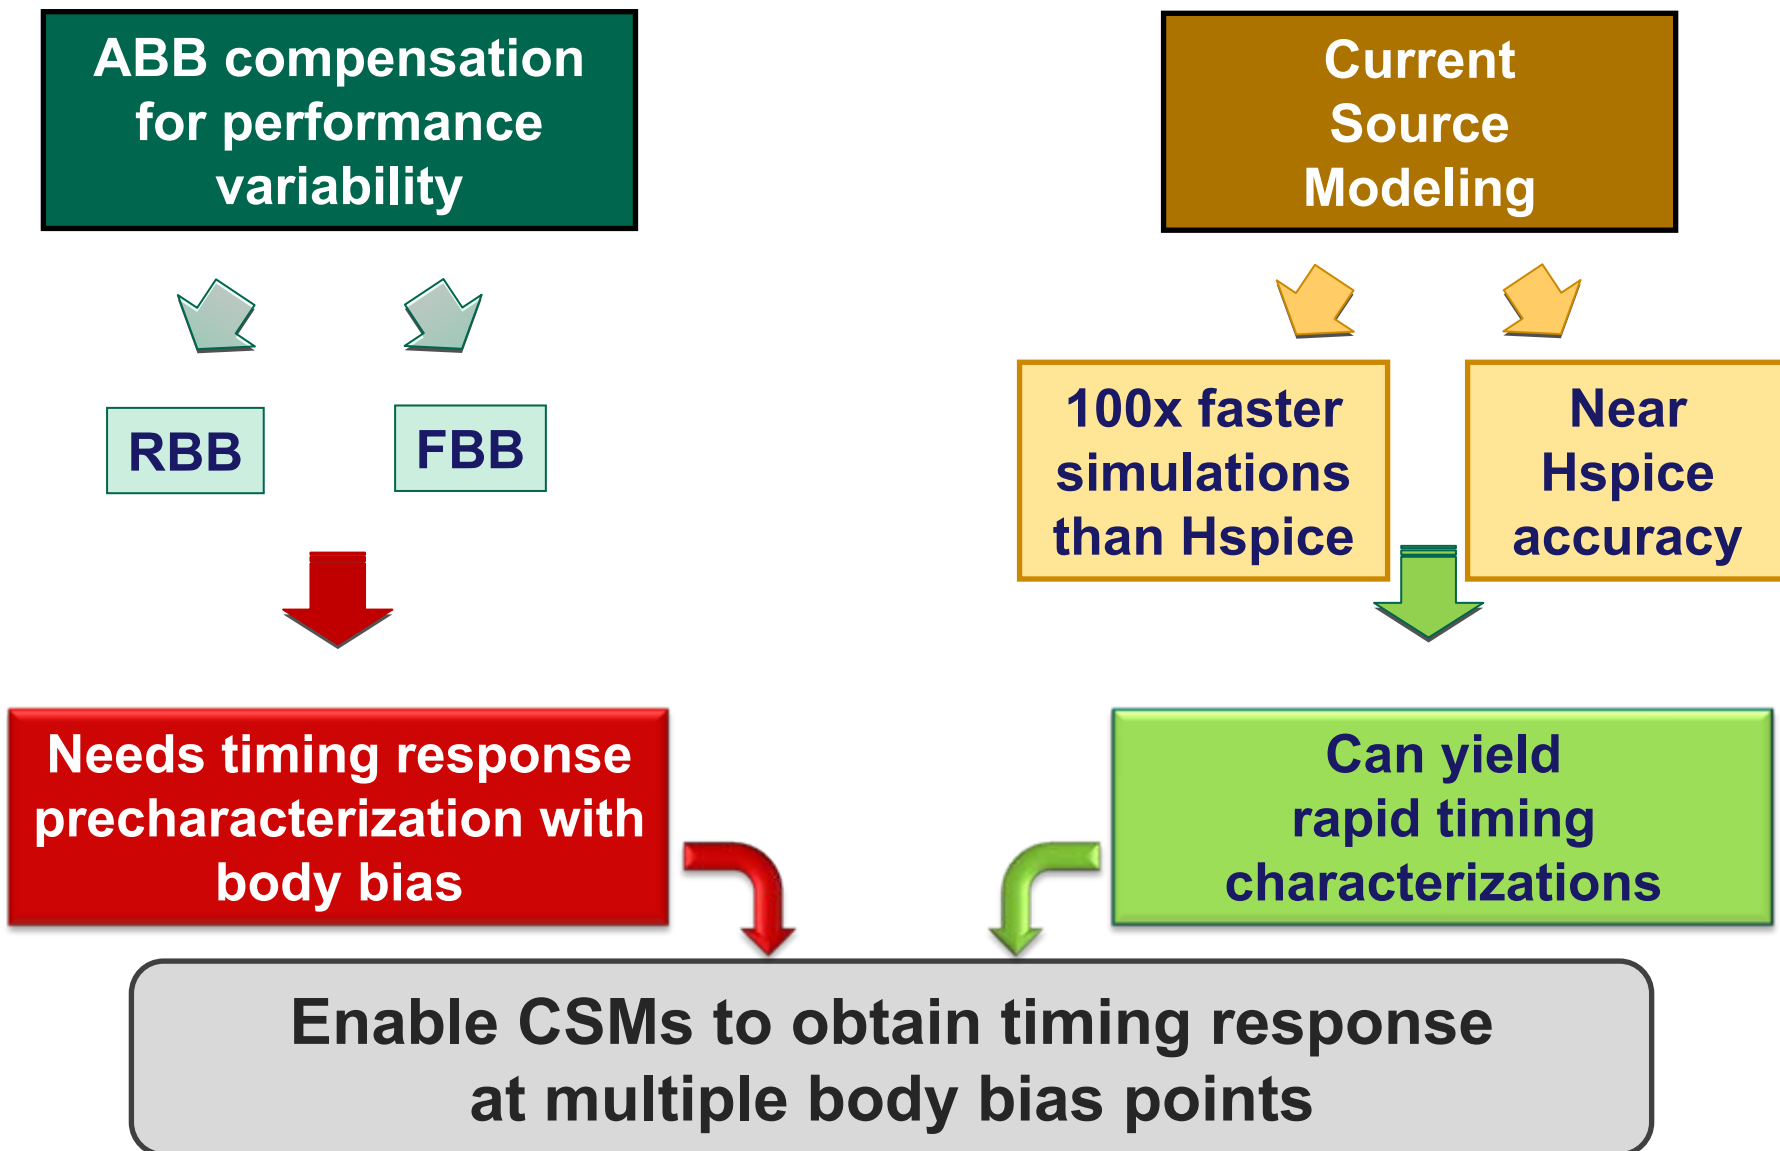 ABB compensation
for performance
variability
Current
Source
Modeling
RBB
FBB
100x faster
simulations
than Hspice
Near
Hspice
accuracy
Needs timing response
precharacterization with
body bias
Can yield
rapid timing
characterizations
Enable CSMs to obtain timing response
at multiple body bias points